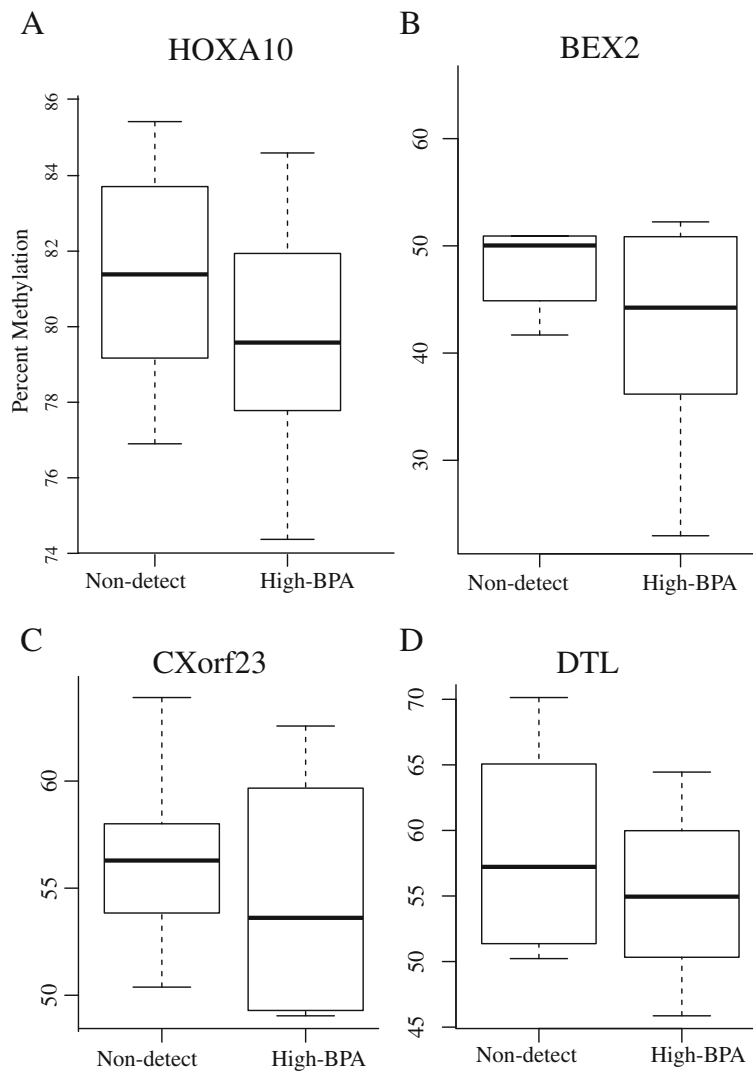 A
HOXA10
Percent Methylation
86
84
82
80
78
76
74
Non-detect
High-BPA
B
BEX2
60
50
40
30
Non-detect
High-BPA
C
CXorf23
60
55
50
Non-detect
High-BPA
D
DTL
70
65
60
55
50
45
Non-detect
High-BPA